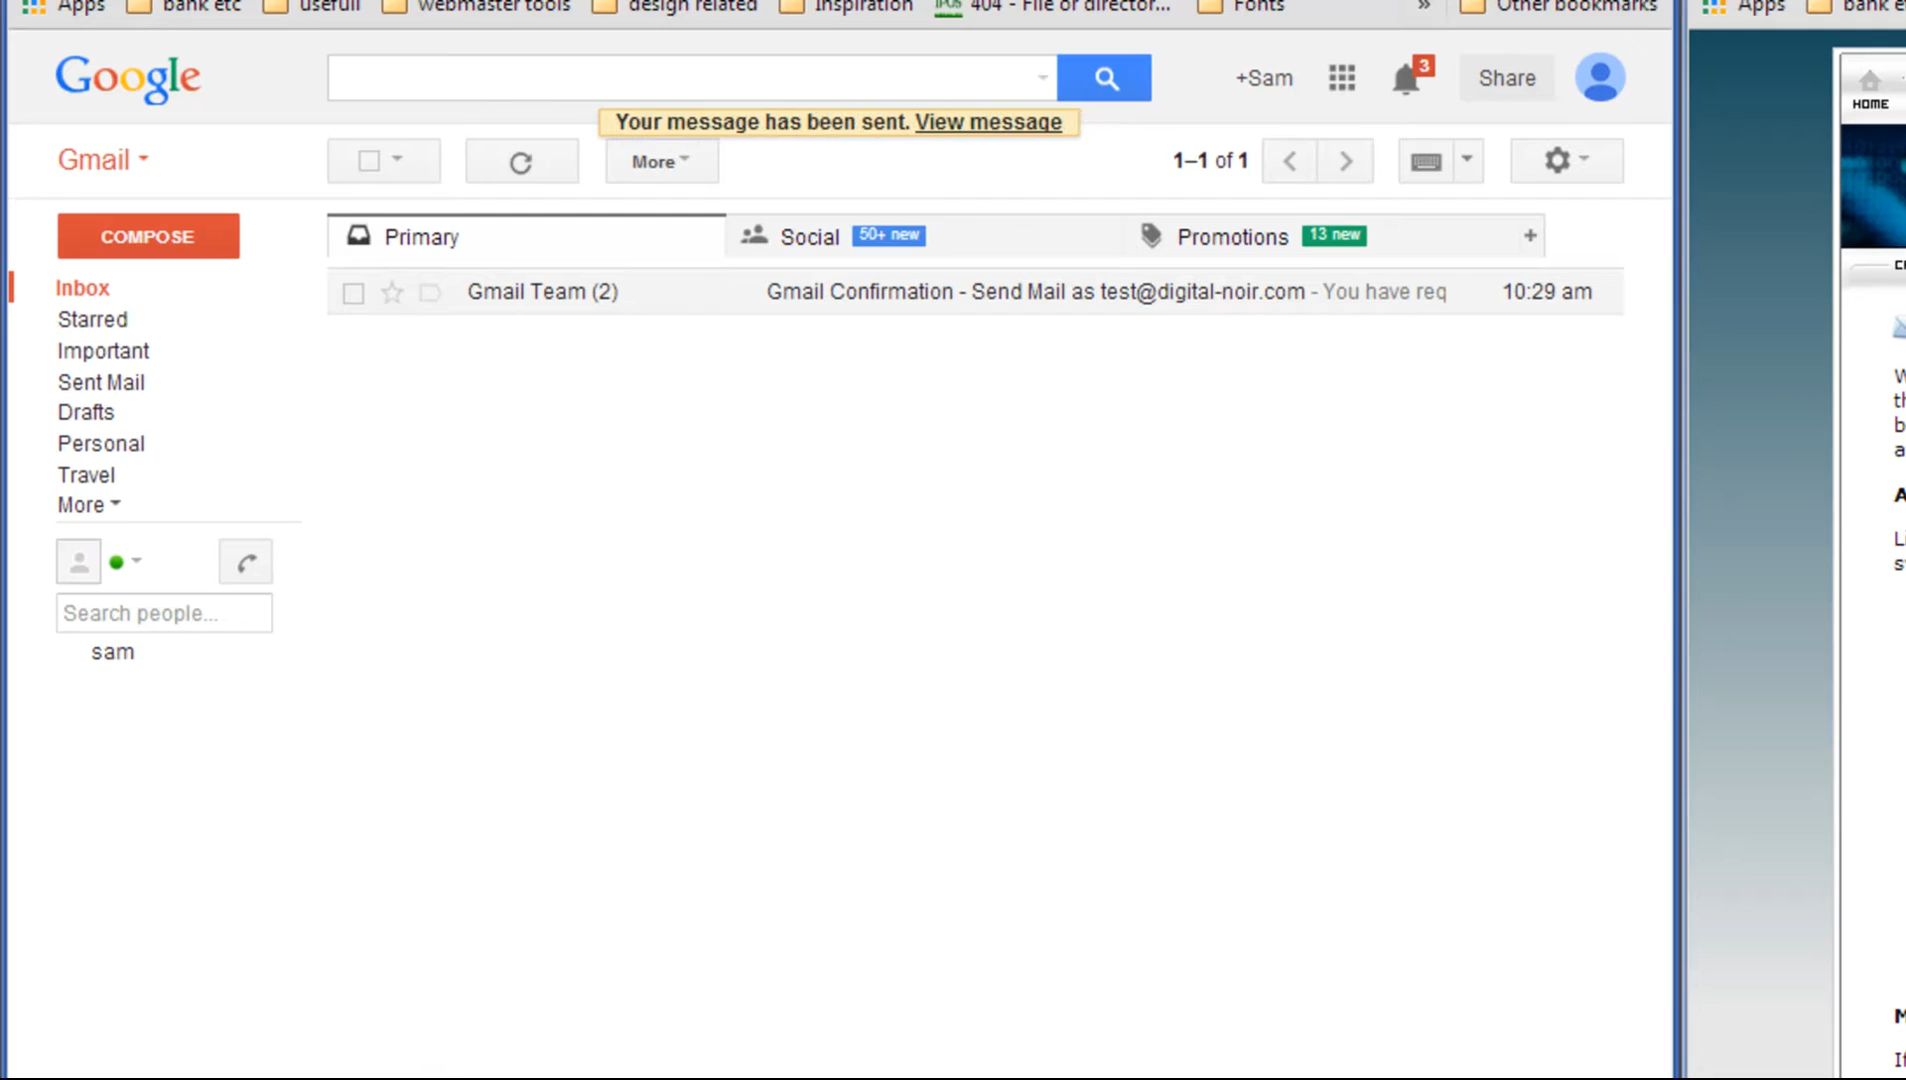 Apps bank etc usefull webmaster tools design related Inspiration 404 - File or director... Fonts » Other bookmarks Apps bank e
Google +Sam 3 Share
HOME
Your message has been sent. View message
Gmail More 1–1 of 1
COMPOSE Primary Social 50+ new Promotions 13 new +
Inbox Gmail Team (2) Gmail Confirmation - Send Mail as test@digital-noir.com - You have req 10:29 am
Starred
Important
Sent Mail
Drafts
Personal
Travel
More
Search people...
sam